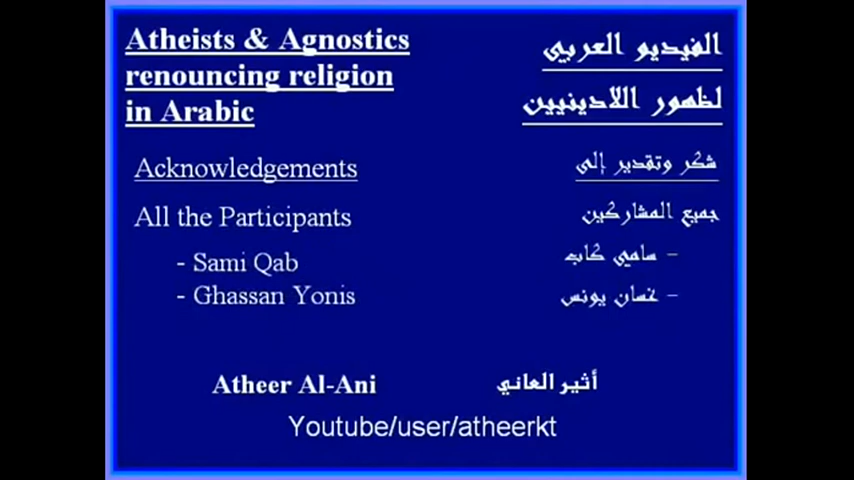 Atheists & Agnostics
renouncing religion
in Arabic
الفيديو العربي
لظهور اللادينيين
Acknowledgements
شكر وتقدير إلى
All the Participants
جميع المشاركين
- Sami Qab
- سامي كاب
- Ghassan Yonis
- غسان يونس
Atheer Al-Ani
أثير العاني
Youtube/user/atheerkt